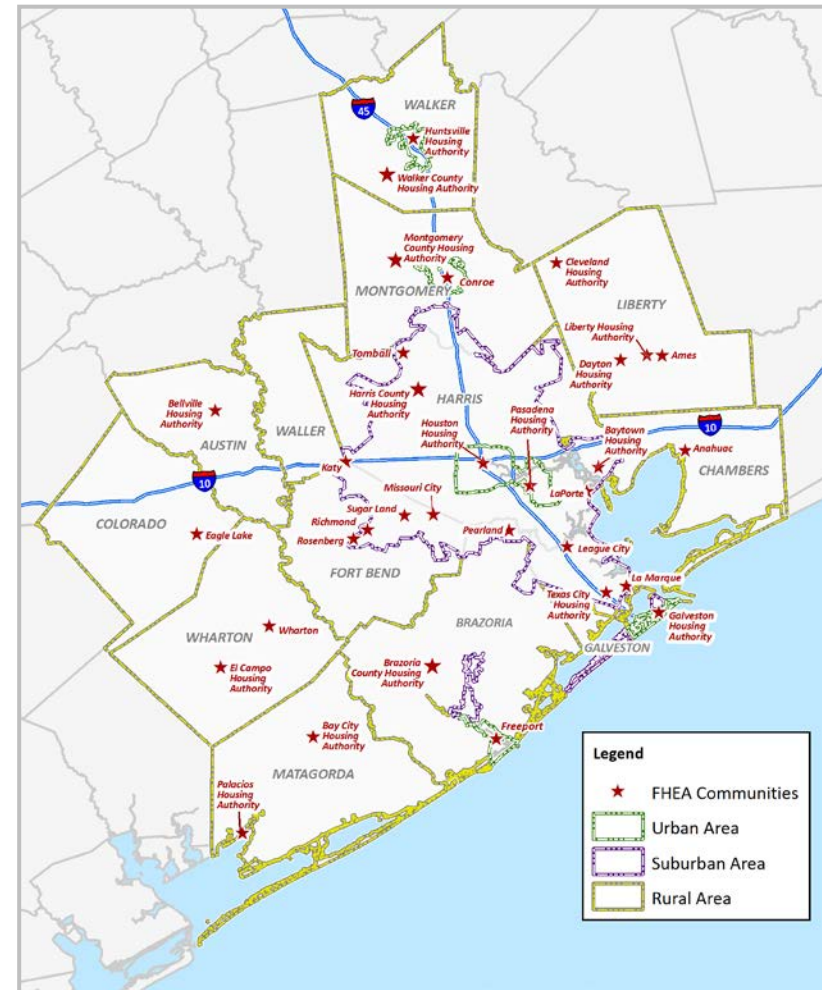 WALKER
45
Huntsville
Housing
Authority
Walker County
Housing Authority
Montgomery
County Housing
Authority
Conroe
MONTGOMERY
Cleveland
Housing
Authority
LIBERTY
Liberty Housing
Authority
Ames
Dayton
Housing
Authority
Tomball
Harris County
Housing
Authority
HARRIS
Pasadena
Housing
Authority
Houston
Housing
Authority
Baytown
Housing
Authority
10
Anahuac
CHAMBERS
LaPorte
Bellville
Housing
Authority
AUSTIN
WALLER
Katy
10
Missouri City
Sugar Land
Richmond
Rosenberg
Pearland
League City
COLORADO
Eagle Lake
FORT BEND
La Marque
Texas City
Housing
Authority
Galveston
Housing
Authority
GALVESTON
BRAZORIA
WHARTON
Wharton
El Campo
Housing
Authority
Brazoria
County Housing
Authority
Freeport
Bay City
Housing
Authority
MATAGORDA
Palacios
Housing
Authority
Legend
FHEA Communities
Urban Area
Suburban Area
Rural Area